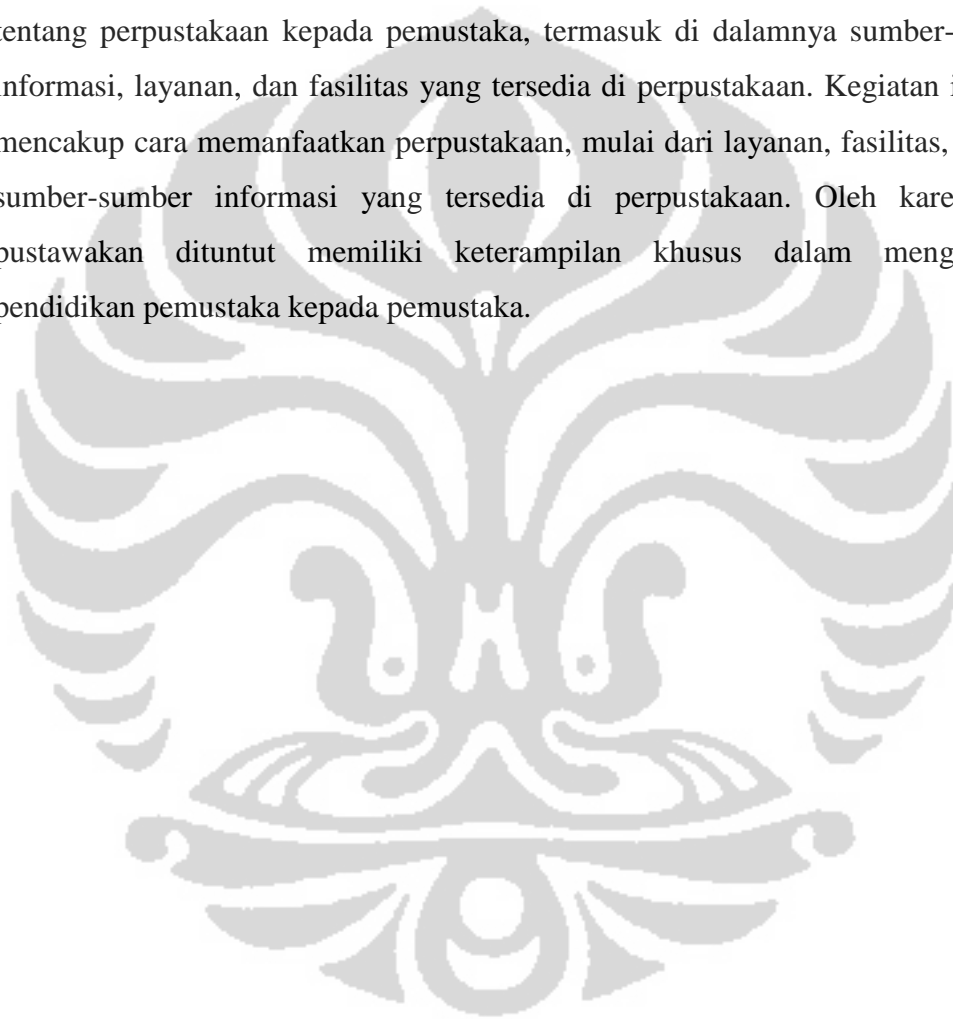 tentang perpustakaan kepada pemustaka, termasuk di dalamnya sumber-
informasi, layanan, dan fasilitas yang tersedia di perpustakaan. Kegiatan i
mencakup cara memanfaatkan perpustakaan, mulai dari layanan, fasilitas,
sumber-sumber informasi yang tersedia di perpustakaan. Oleh kare
pustawakan dituntut memiliki keterampilan khusus dalam meng
pendidikan pemustaka kepada pemustaka.